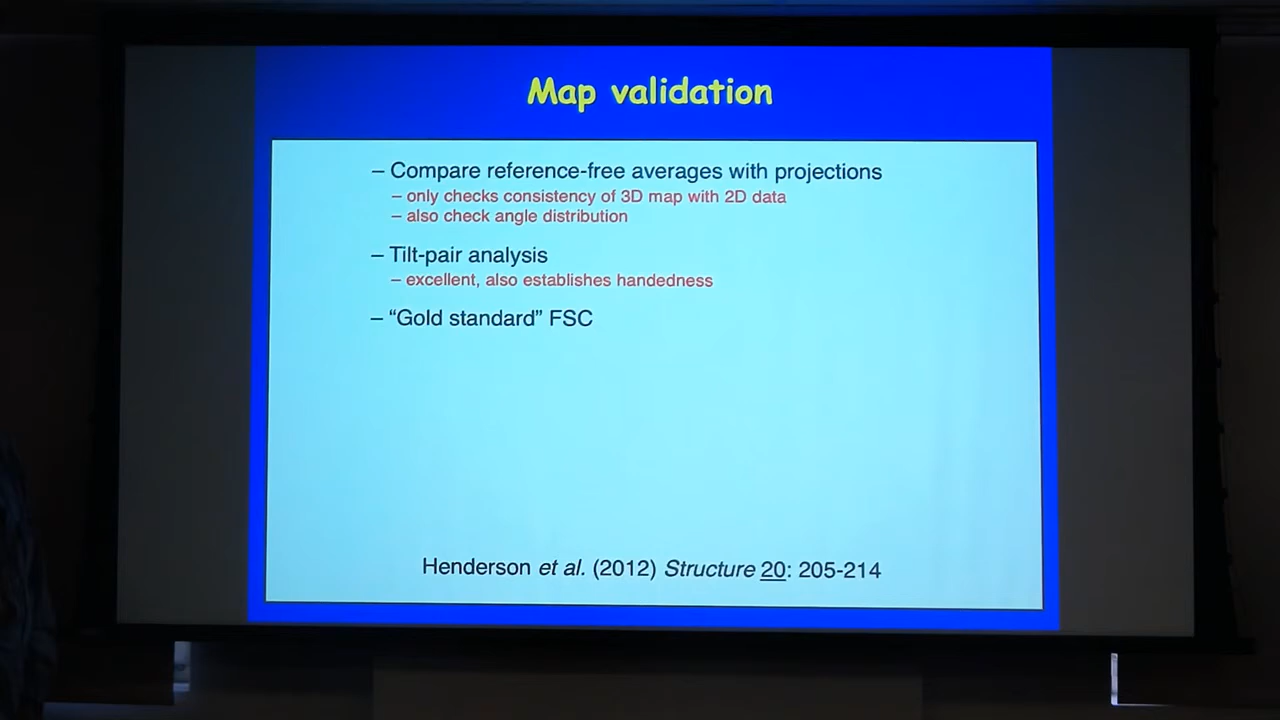 Map validation
– Compare reference-free averages with projections
– only checks consistency of 3D map with 2D data
– also check angle distribution
– Tilt-pair analysis
– excellent, also establishes handedness
– “Gold standard” FSC
Henderson et al. (2012) Structure 20: 205-214